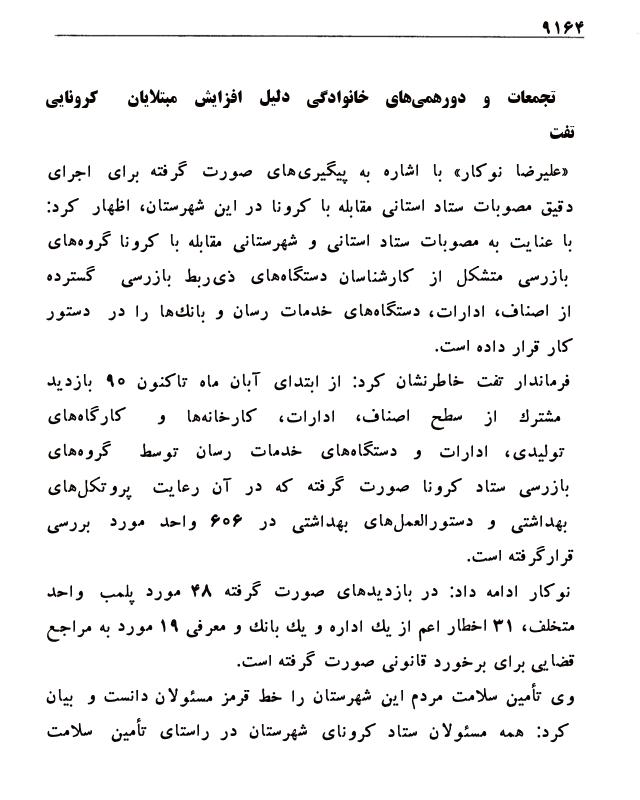 ۹۱۶۴
تجمعات و دورهمی‌های خانوادگی دلیل افزایش مبتلایان کرونایی
تفت
«علیرضا نوکار» با اشاره به پیگیری‌های صورت گرفته برای اجرای
دقیق مصوبات ستاد استانی مقابله با کرونا در این شهرستان، اظهار کرد:
با عنایت به مصوبات ستاد استانی و شهرستانی مقابله با کرونا گروه‌های
بازرسی متشکل از کارشناسان دستگاه‌های ذی‌ربط بازرسی گسترده
از اصناف، ادارات، دستگاه‌های خدمات رسان و بانك‌ها را در دستور
کار قرار داده است.
فرماندار تفت خاطرنشان کرد: از ابتدای آبان ماه تاکنون ۹۰ بازدید
مشترك از سطح اصناف، ادارات، کارخانه‌ها و کارگاه‌های
تولیدی، ادارات و دستگاه‌های خدمات رسان توسط گروه‌های
بازرسی ستاد کرونا صورت گرفته که در آن رعایت پروتکل‌های
بهداشتی و دستورالعمل‌های بهداشتی در ۶۰۶ واحد مورد بررسی
قرارگرفته است.
نوکار ادامه داد: در بازدیدهای صورت گرفته ۴۸ مورد پلمب واحد
متخلف، ۳۱ اخطار اعم از یك اداره و یك بانك و معرفی ۱۹ مورد به مراجع
قضایی برای برخورد قانونی صورت گرفته است.
وی تأمین سلامت مردم این شهرستان را خط قرمز مسئولان دانست و بیان
کرد: همه مسئولان ستاد کرونای شهرستان در راستای تأمین سلامت